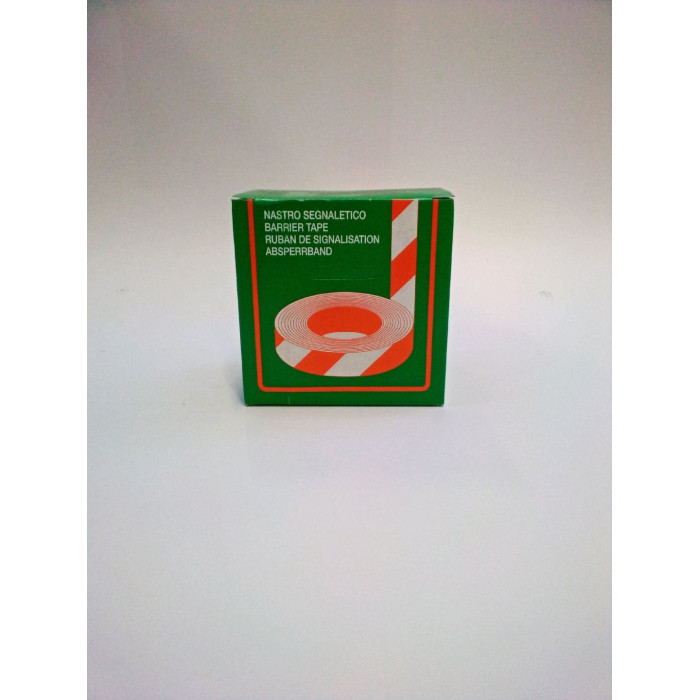 NASTRO SEGNALETICO
BARRIER TAPE
RUBAN DE SIGNALISATION
ABSPERRBAND